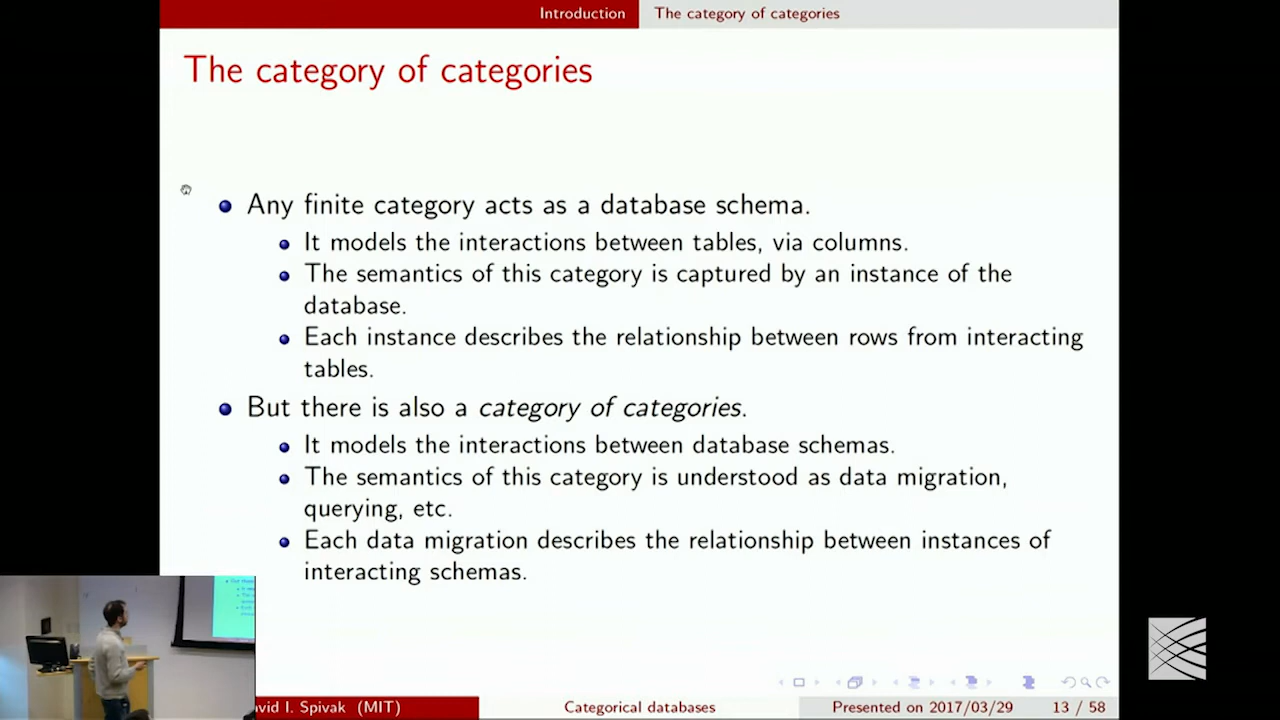 Introduction The category of categories
The category of categories
Any finite category acts as a database schema.
It models the interactions between tables, via columns.
The semantics of this category is captured by an instance of the
database.
Each instance describes the relationship between rows from interacting
tables.
But there is also a category of categories.
It models the interactions between database schemas.
The semantics of this category is understood as data migration,
querying, etc.
Each data migration describes the relationship between instances of
interacting schemas.
vid I. Spivak (MIT) Categorical databases Presented on 2017/03/29 13 / 58